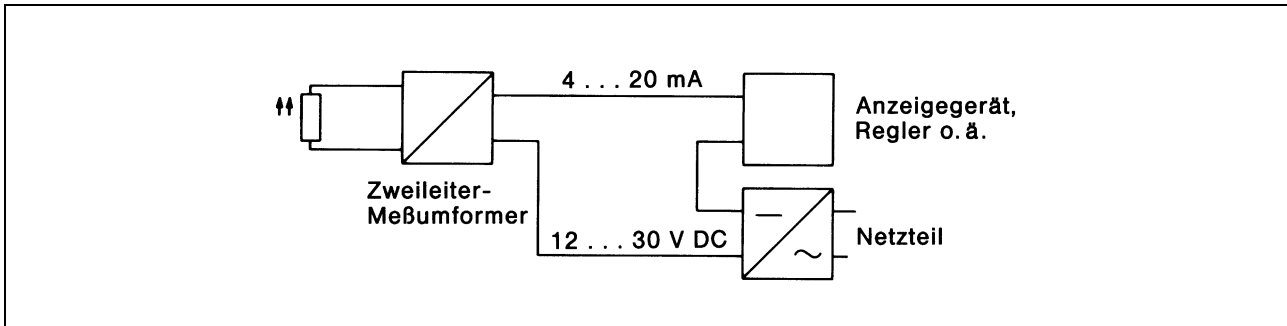 4 . . . 20 mA
Anzeigegerät,
Regler o. ä.
Zweileiter-
Meßumformer
12 . . . 30 V DC
Netzteil